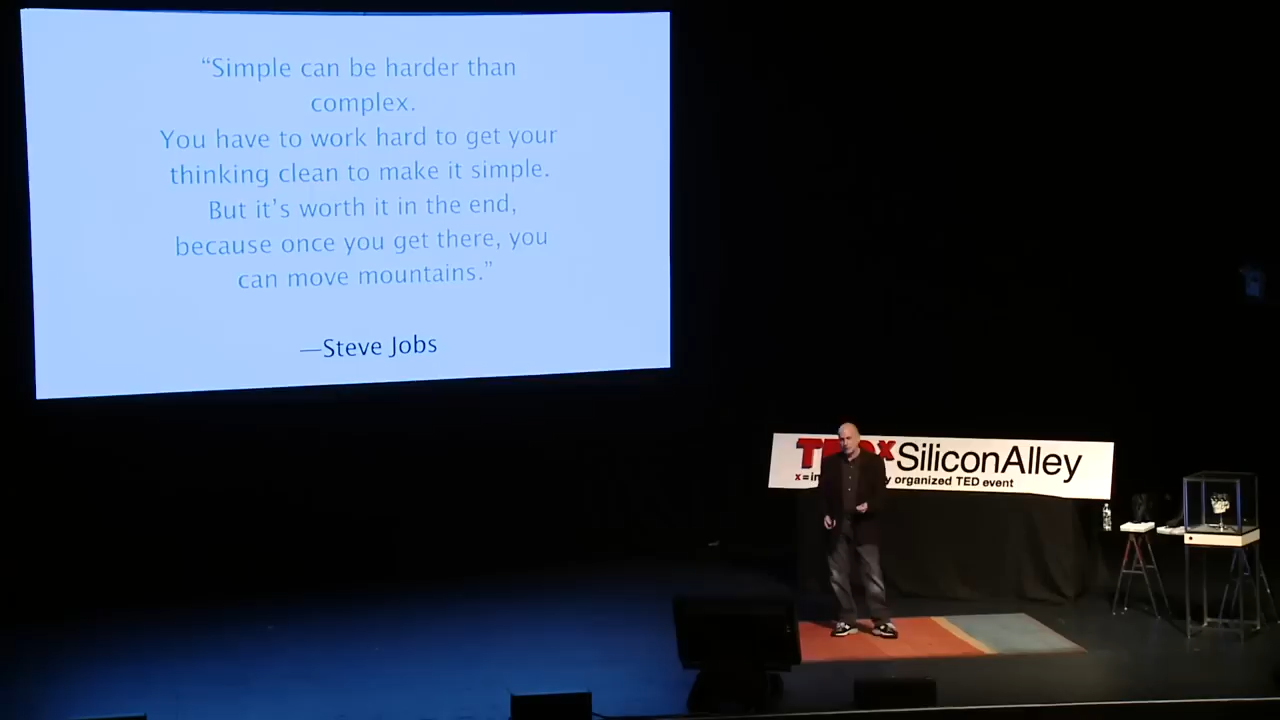 “Simple can be harder than
complex.
You have to work hard to get your
thinking clean to make it simple.
But it’s worth it in the end,
because once you get there, you
can move mountains.”
—Steve Jobs
SiliconAlley
organized TED event